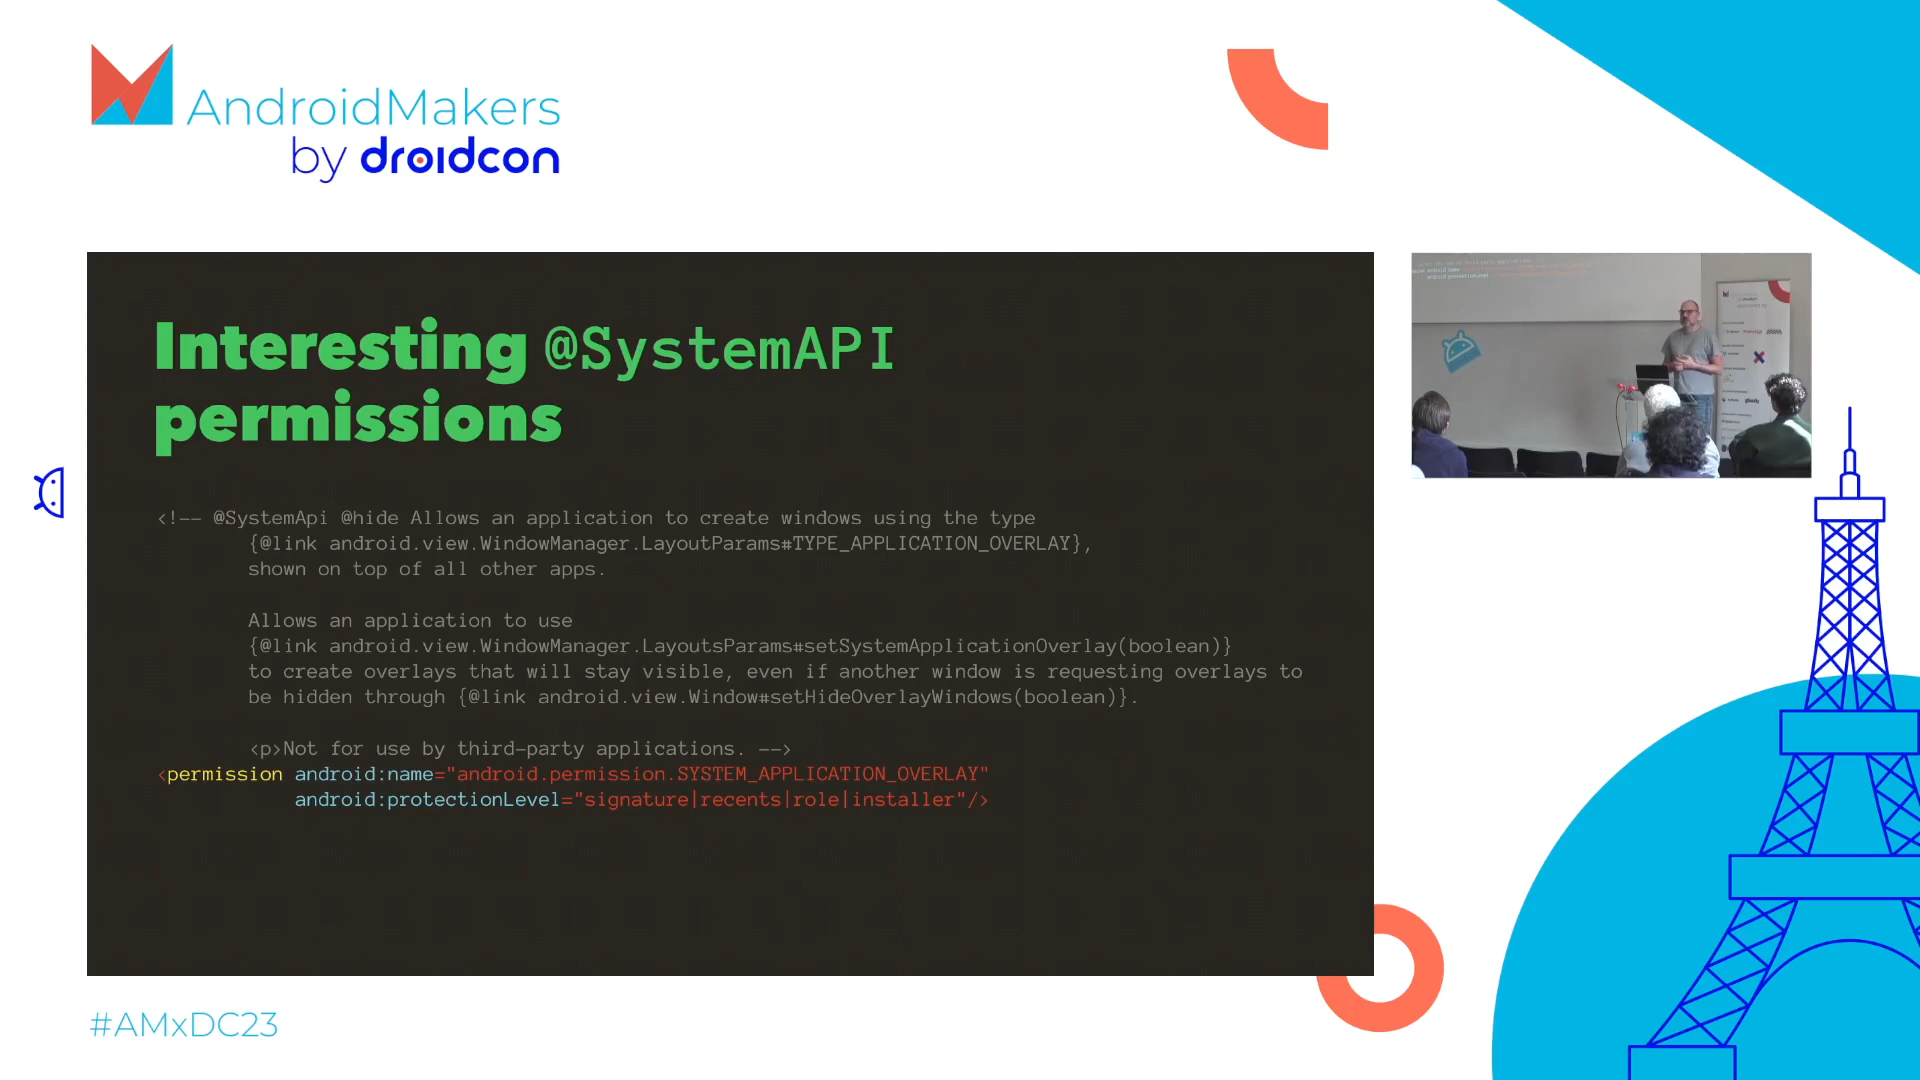 AndroidMakers
by droidcon
Interesting @SystemAPI
permissions
<!-- @SystemApi @hide Allows an application to create windows using the type
{@link android.view.WindowManager.LayoutParams#TYPE_APPLICATION_OVERLAY},
shown on top of all other apps.
Allows an application to use
{@link android.view.WindowManager.LayoutsParams#setSystemApplicationOverlay(boolean)}
to create overlays that will stay visible, even if another window is requesting overlays to
be hidden through {@link android.view.Window#setHideOverlayWindows(boolean)}.
<p>Not for use by third-party applications. -->
<permission android:name="android.permission.SYSTEM_APPLICATION_OVERLAY"
android:protectionLevel="signature|recents|role|installer"/>
#AMxDC23